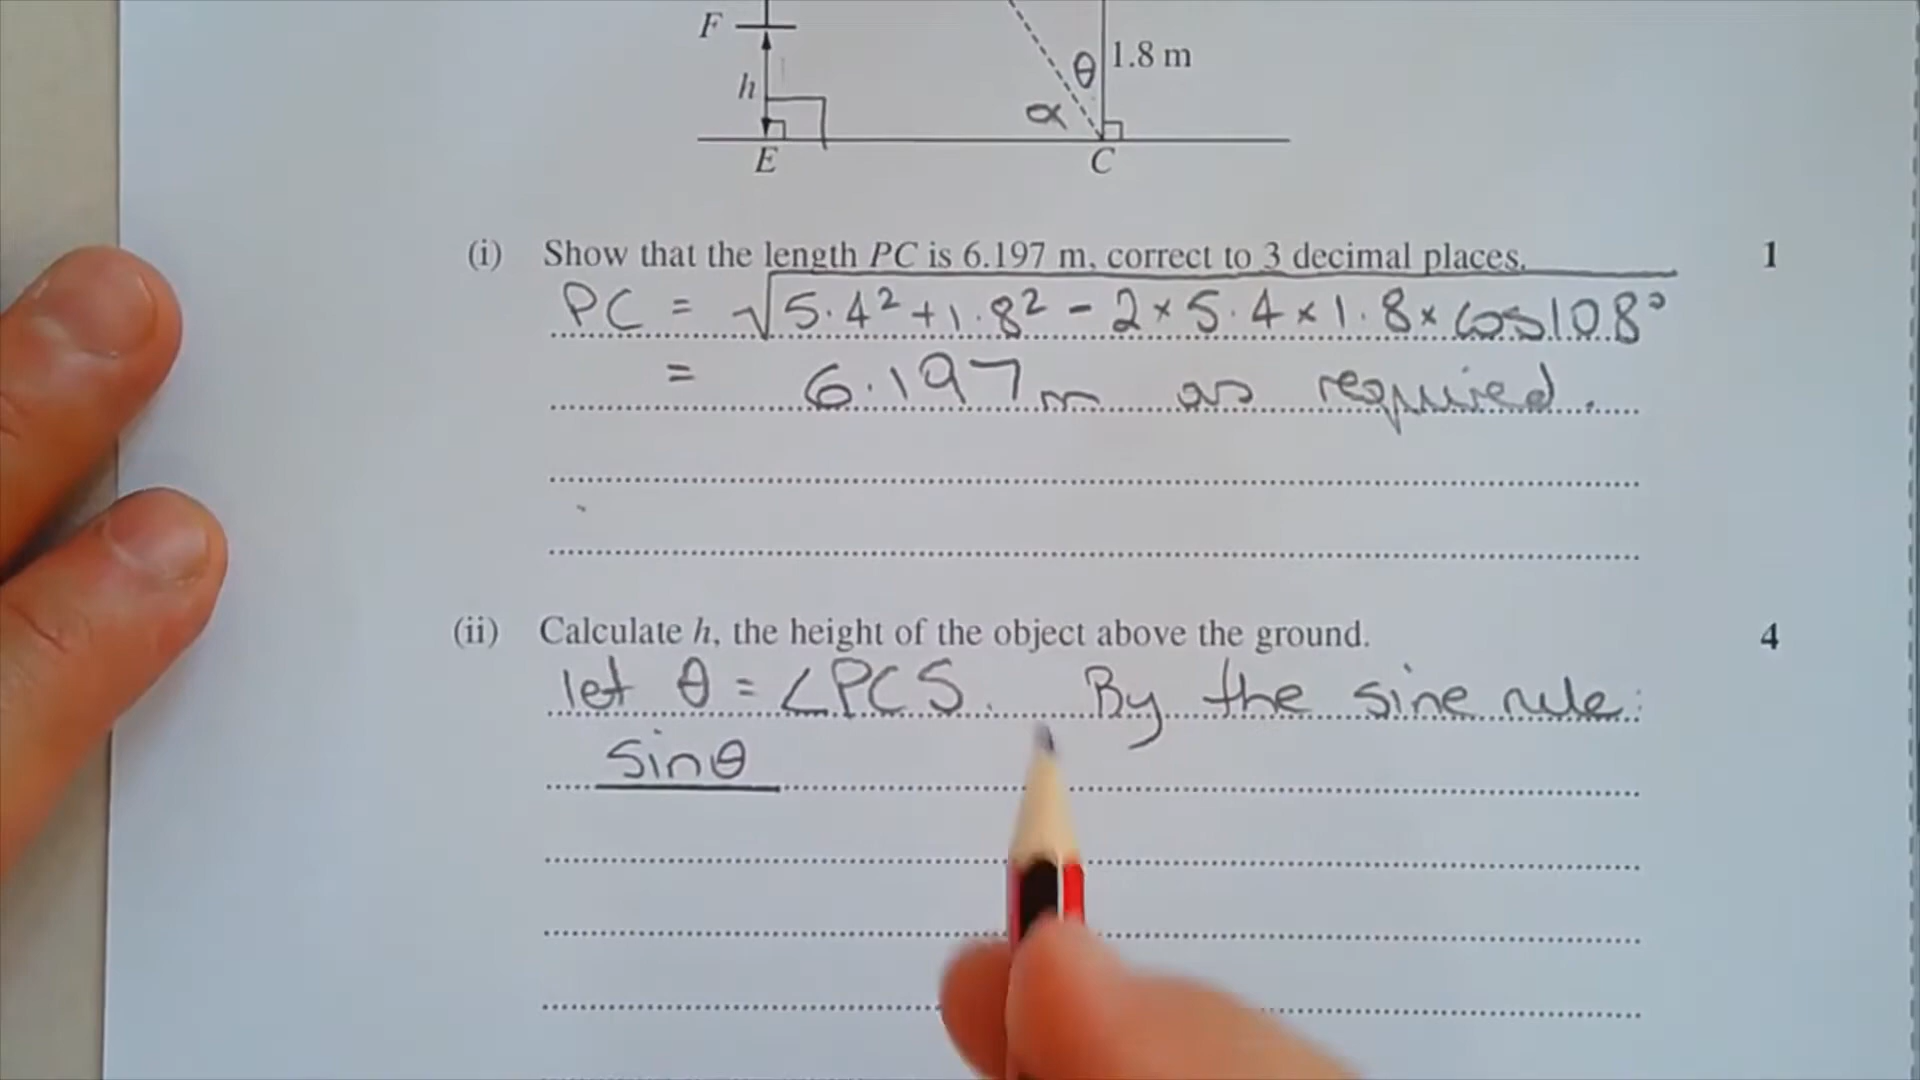 F
h
θ 1.8 m
α
E C
(i) Show that the length PC is 6.197 m, correct to 3 decimal places. 1
PC = √5.4² + 1.8² - 2 × 5.4 × 1.8 × cos108°
= 6.197m as required.
(ii) Calculate h, the height of the object above the ground. 4
let θ = ∠PCS. By the sine rule:
sinθ